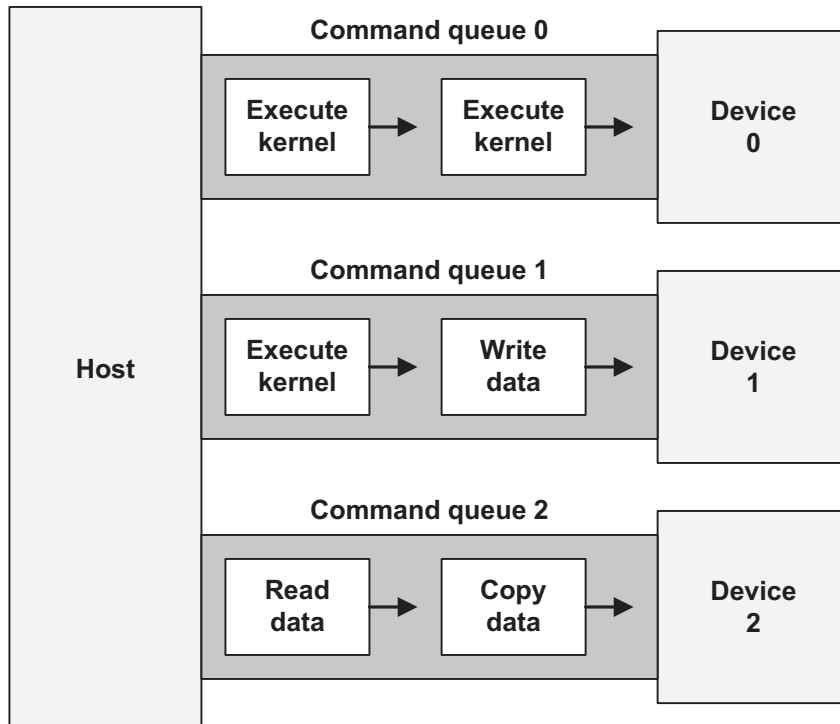 Command queue 0
Execute
kernel
Execute
kernel
Device
0
Command queue 1
Host
Execute
kernel
Write
data
Device
1
Command queue 2
Read
data
Copy
data
Device
2